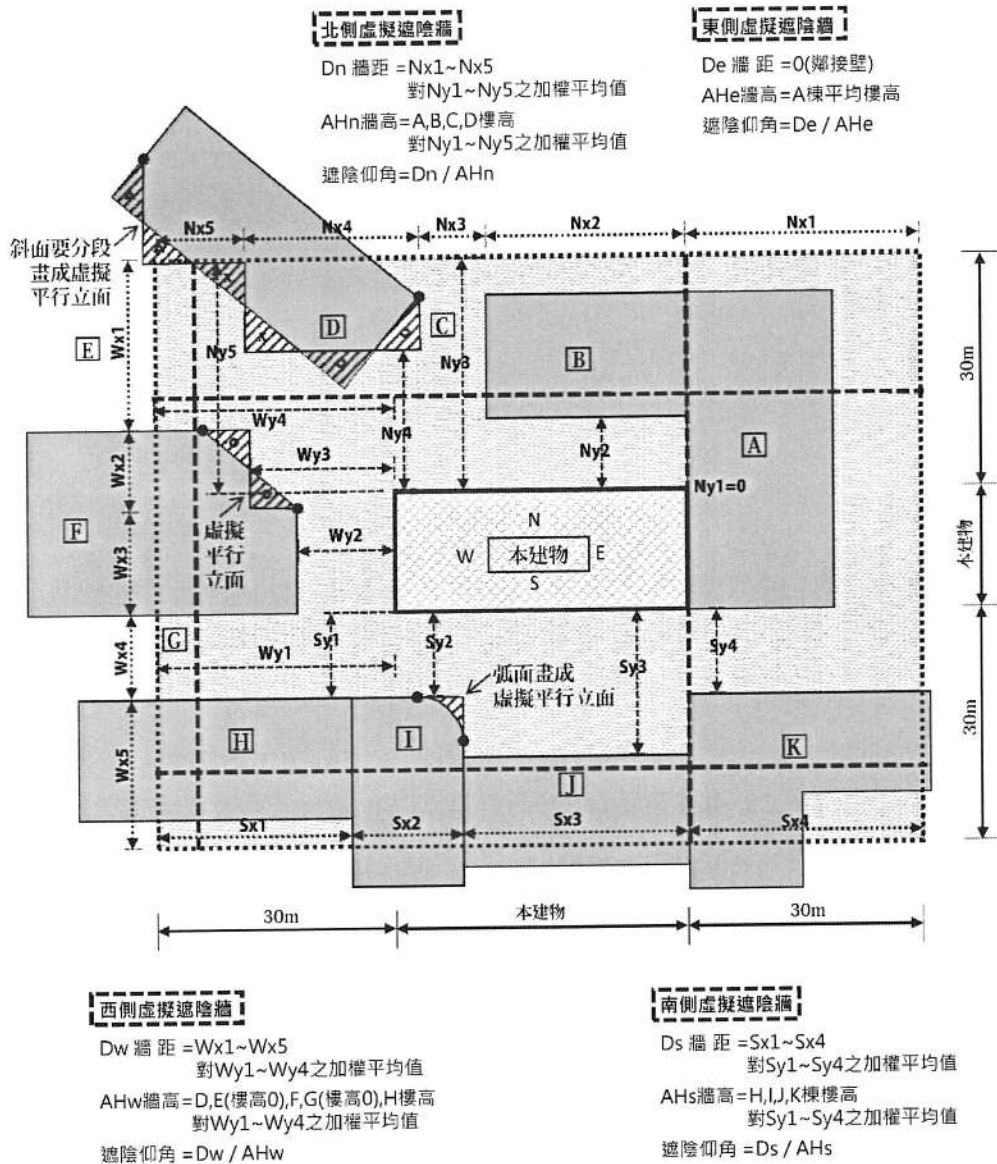 北側虛擬遮陰牆
Dn 牆距 =Nx1~Nx5
對Ny1~Ny5之加權平均值
AHn牆高=A,B,C,D樓高
對Ny1~Ny5之加權平均值
遮陰仰角=Dn / AHn
東側虛擬遮陰牆
De 牆 距 =0(鄰接壁)
AHe牆高=A棟平均樓高
遮陰仰角=De / AHe
斜面要分段
畫成虛擬
平行立面
Nx5
Nx4
Nx3
Nx2
Nx1
E
Wx1
Ny5
D
C
Ny3
B
30m
Wy4
Ny4
Ny2
A
Wx2
Wy3
Ny1=0
F
虛擬
平行
立面
Wy2
N
W
本建物
E
S
本建物
Wx3
G
Wx4
Wy1
Sy1
Sy2
Sy3
Sy4
弧面畫成
虛擬平行立面
30m
H
I
J
K
Wx5
Sx1
Sx2
Sx3
Sx4
30m
本建物
30m
西側虛擬遮陰牆
Dw 牆 距 =Wx1~Wx5
對Wy1~Wy4之加權平均值
AHw牆高=D,E(樓高0),F,G(樓高0),H樓高
對Wy1~Wy4之加權平均值
遮陰仰角 =Dw / AHw
南側虛擬遮陰牆
Ds 牆 距 =Sx1~Sx4
對Sy1~Sy4之加權平均值
AHs牆高=H,I,J,K棟樓高
對Sy1~Sy4之加權平均值
遮陰仰角 =Ds / AHs